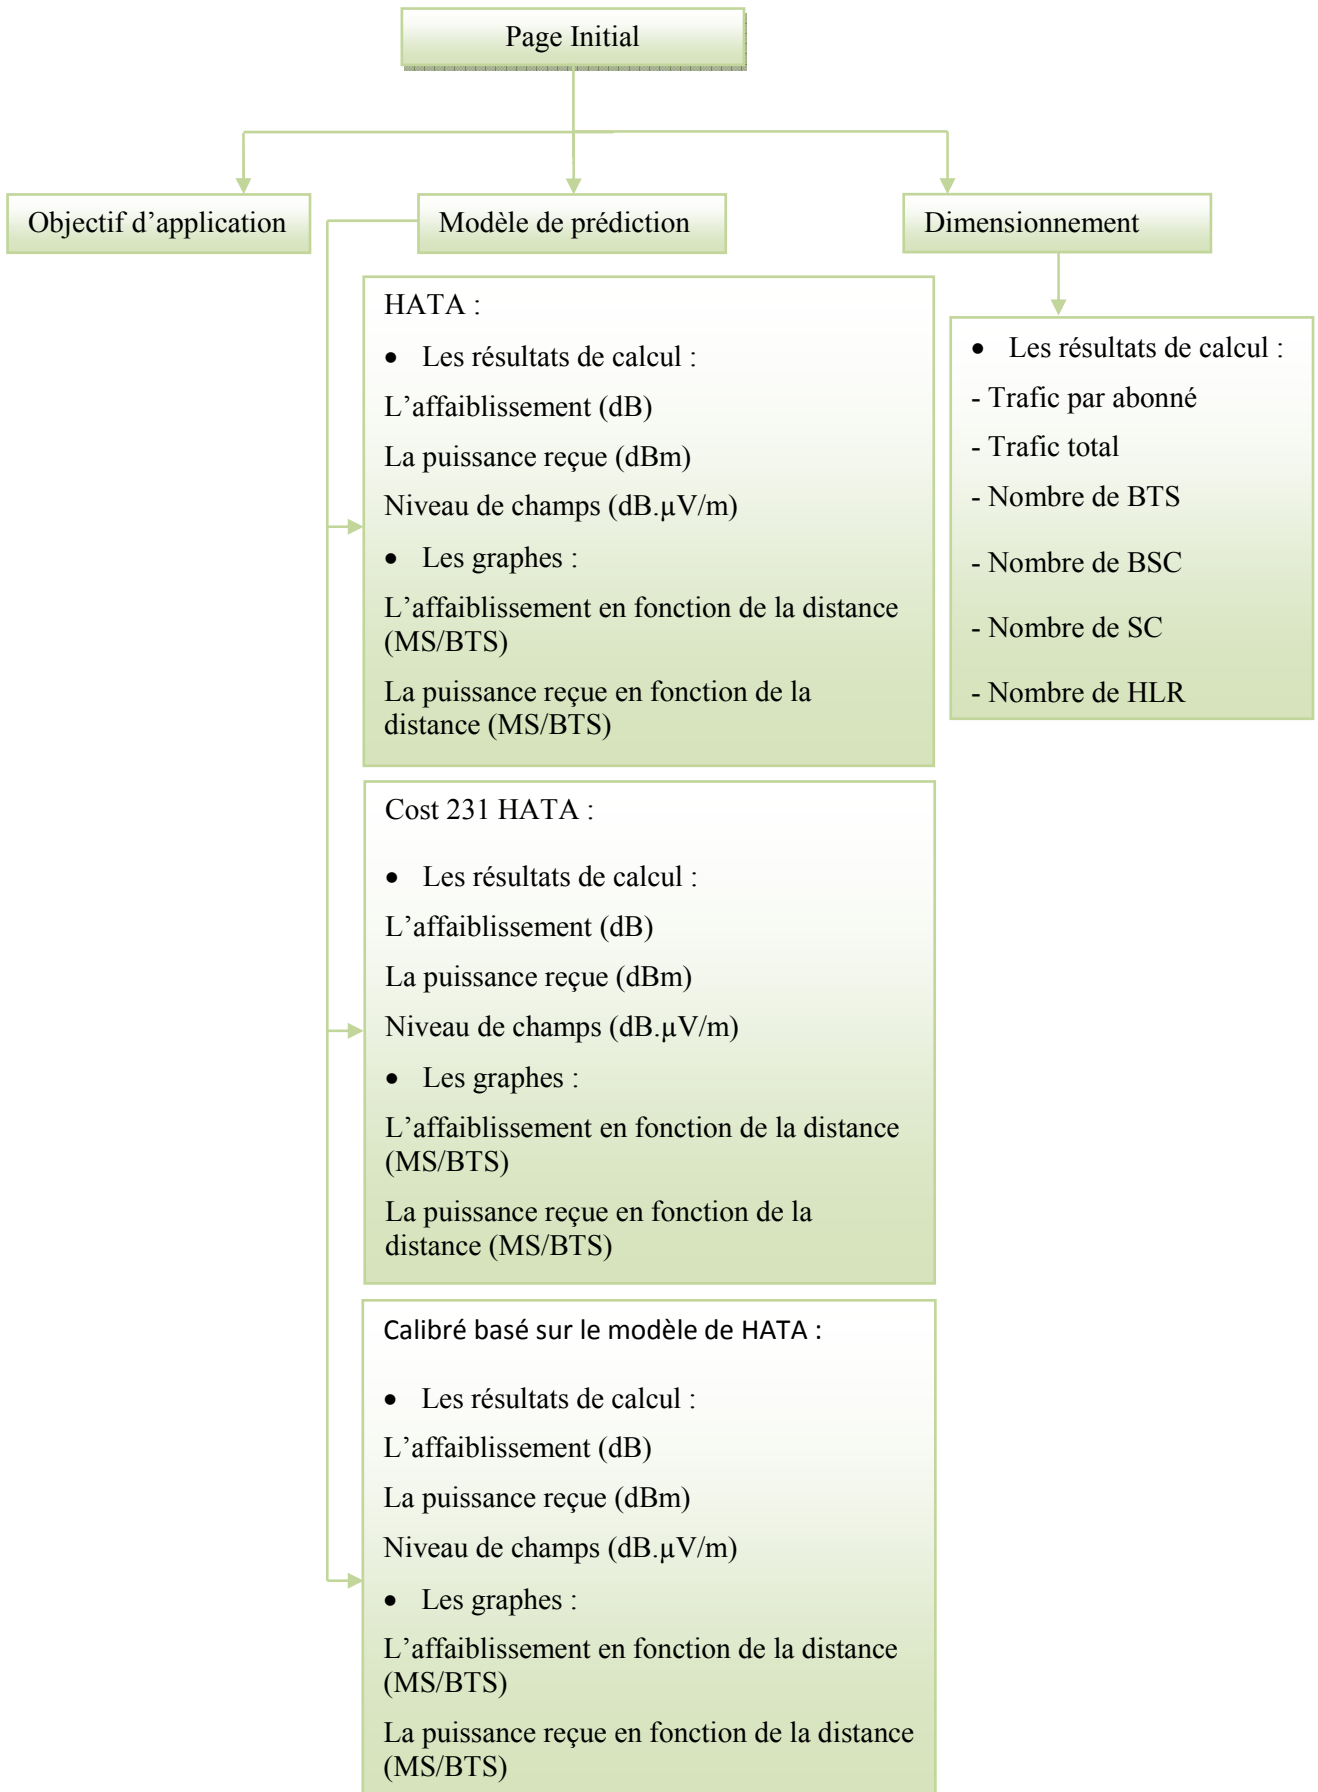 Page Initial
Objectif d’application
Modèle de prédiction
Dimensionnement
HATA :
• Les résultats de calcul :
L’affaiblissement (dB)
La puissance reçue (dBm)
Niveau de champs (dB.µV/m)
• Les graphes :
L’affaiblissement en fonction de la distance
(MS/BTS)
La puissance reçue en fonction de la
distance (MS/BTS)
• Les résultats de calcul :
- Trafic par abonné
- Trafic total
- Nombre de BTS
- Nombre de BSC
- Nombre de SC
- Nombre de HLR
Cost 231 HATA :
• Les résultats de calcul :
L’affaiblissement (dB)
La puissance reçue (dBm)
Niveau de champs (dB.µV/m)
• Les graphes :
L’affaiblissement en fonction de la distance
(MS/BTS)
La puissance reçue en fonction de la
distance (MS/BTS)
Calibré basé sur le modèle de HATA :
• Les résultats de calcul :
L’affaiblissement (dB)
La puissance reçue (dBm)
Niveau de champs (dB.µV/m)
• Les graphes :
L’affaiblissement en fonction de la distance
(MS/BTS)
La puissance reçue en fonction de la distance
(MS/BTS)